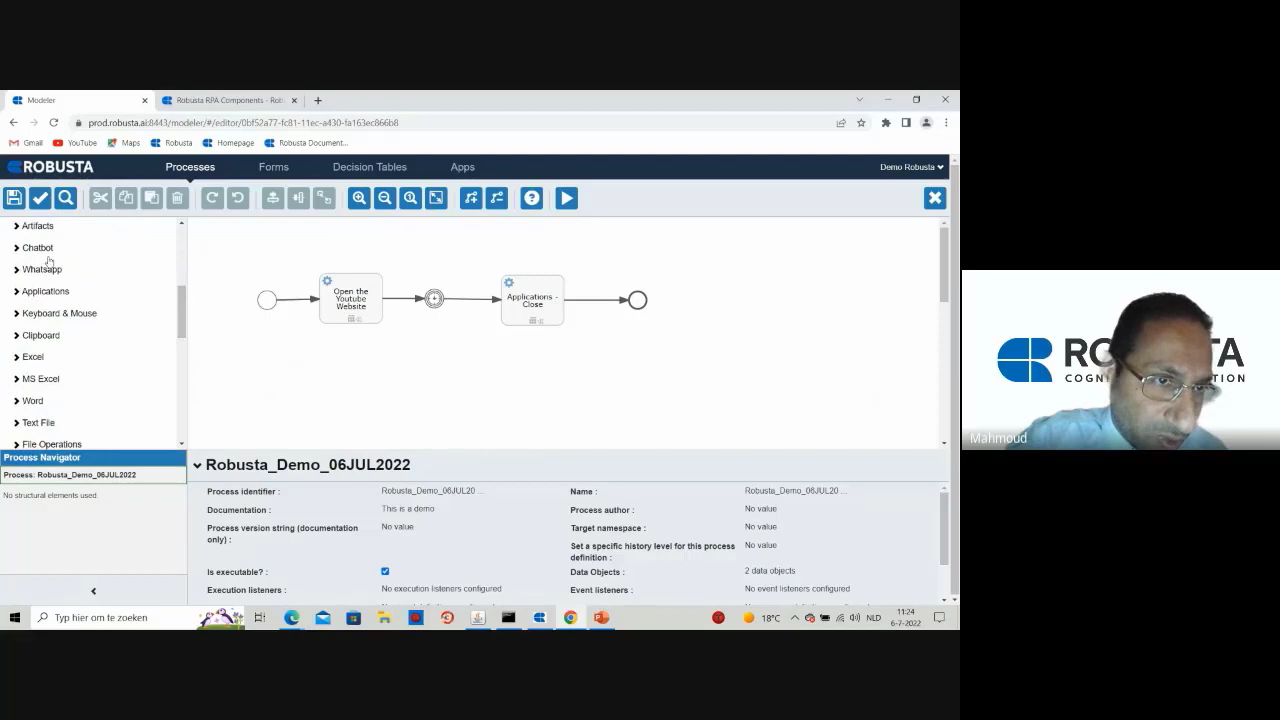 Modeler
Robusta RPA Components - Rob
prod.robusta.ai:8443/modeler/#/editor/0bf52a77-fc81-11ec-a430-fa163ec866b8
Gmail YouTube Maps Robusta Homepage Robusta Document...
ROBUSTA Processes Forms Decision Tables Apps Demo Robusta
Artifacts
Chatbot
Whatsapp
Applications
Keyboard & Mouse
Clipboard
Excel
MS Excel
Word
Text File
File Operations
Open the
Youtube
Website
Applications -
Close
Process Navigator
Process: Robusta_Demo_06JUL2022
No structural elements used.
Robusta_Demo_06JUL2022
Process identifier : Robusta_Demo_06JUL20 ... Name : Robusta_Demo_06JUL20 ...
Documentation : This is a demo Process author : No value
Process version string (documentation
only) : No value Target namespace : No value
Set a specific history level for this process
definition : No value
Is executable? : Data Objects : 2 data objects
Execution listeners : No execution listeners configured Event listeners : No event listeners configured
Typ hier om te zoeken
18°C NLD
11:24
6-7-2022
TA
COGN TION
Mahmoud